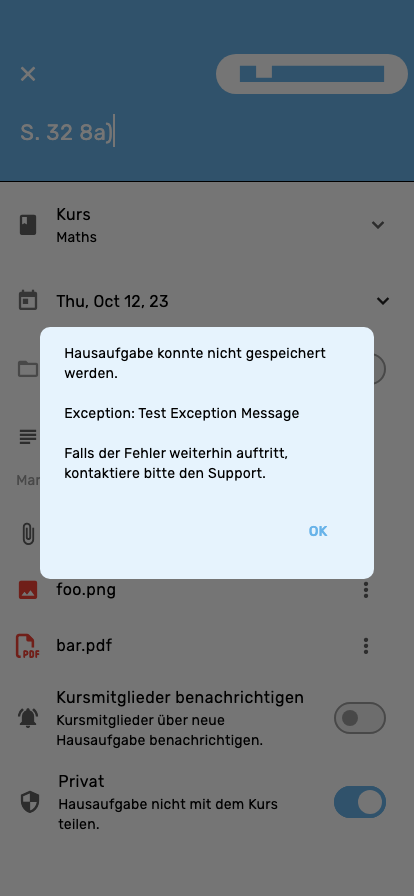 S. 32 8a)
Kurs
Maths
Thu, Oct 12, 23
Hausaufgabe konnte nicht gespeichert
werden.
Exception: Test Exception Message
Falls der Fehler weiterhin auftritt,
kontaktiere bitte den Support.
Mar
OK
foo.png
PDF
bar.pdf
Kursmitglieder benachrichtigen
Kursmitglieder über neue
Hausaufgabe benachrichtigen.
Privat
Hausaufgabe nicht mit dem Kurs
teilen.